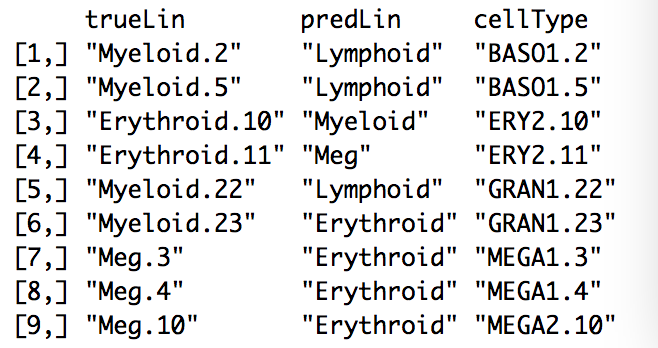 trueLin predLin cellType
[1,] "Myeloid.2" "Lymphoid" "BASO1.2"
[2,] "Myeloid.5" "Lymphoid" "BASO1.5"
[3,] "Erythroid.10" "Myeloid" "ERY2.10"
[4,] "Erythroid.11" "Meg" "ERY2.11"
[5,] "Myeloid.22" "Lymphoid" "GRAN1.22"
[6,] "Myeloid.23" "Erythroid" "GRAN1.23"
[7,] "Meg.3" "Erythroid" "MEGA1.3"
[8,] "Meg.4" "Erythroid" "MEGA1.4"
[9,] "Meg.10" "Erythroid" "MEGA2.10"